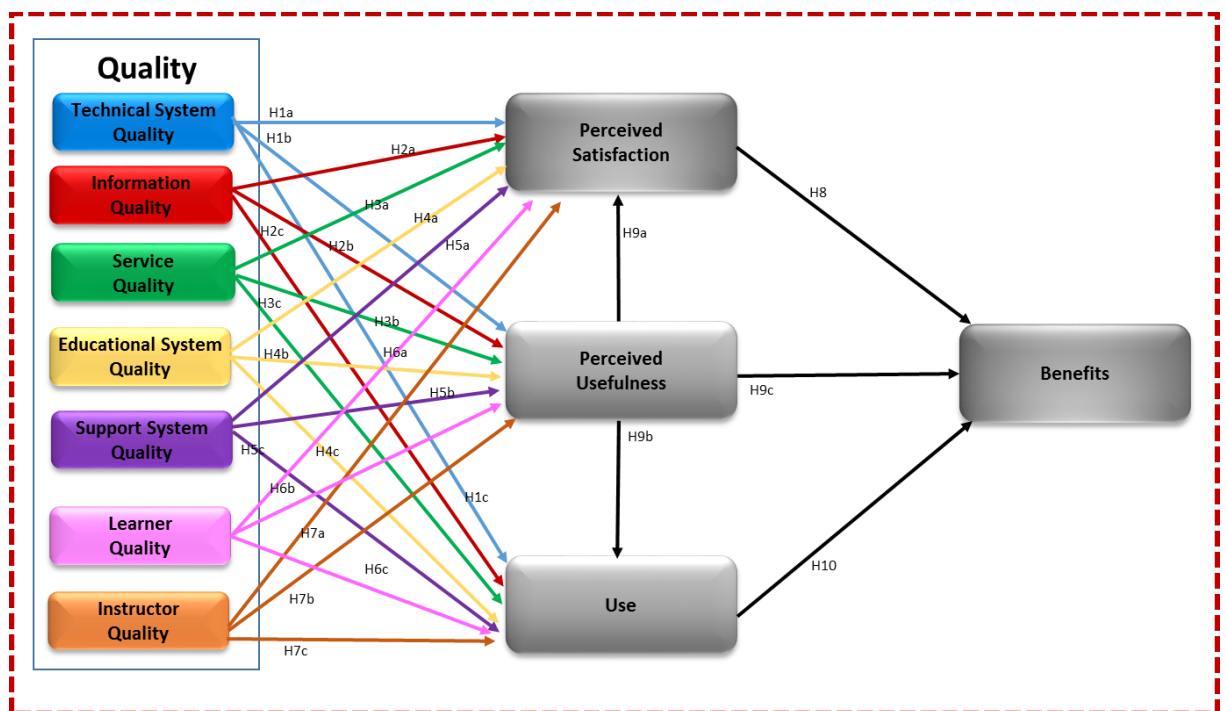 Quality
Technical System
Quality
Information
Quality
Service
Quality
Educational System
Quality
Support System
Quality
Learner
Quality
Instructor
Quality
H1a
H1b
H2a
H3a
H4a
H2c
H2b
H5a
H3c
H3b
H4b
H6a
H5b
H5c
H4c
H6b
H1c
H7a
H6c
H7b
H7c
Perceived
Satisfaction
H9a
Perceived
Usefulness
H9b
Use
H8
H9c
H10
Benefits